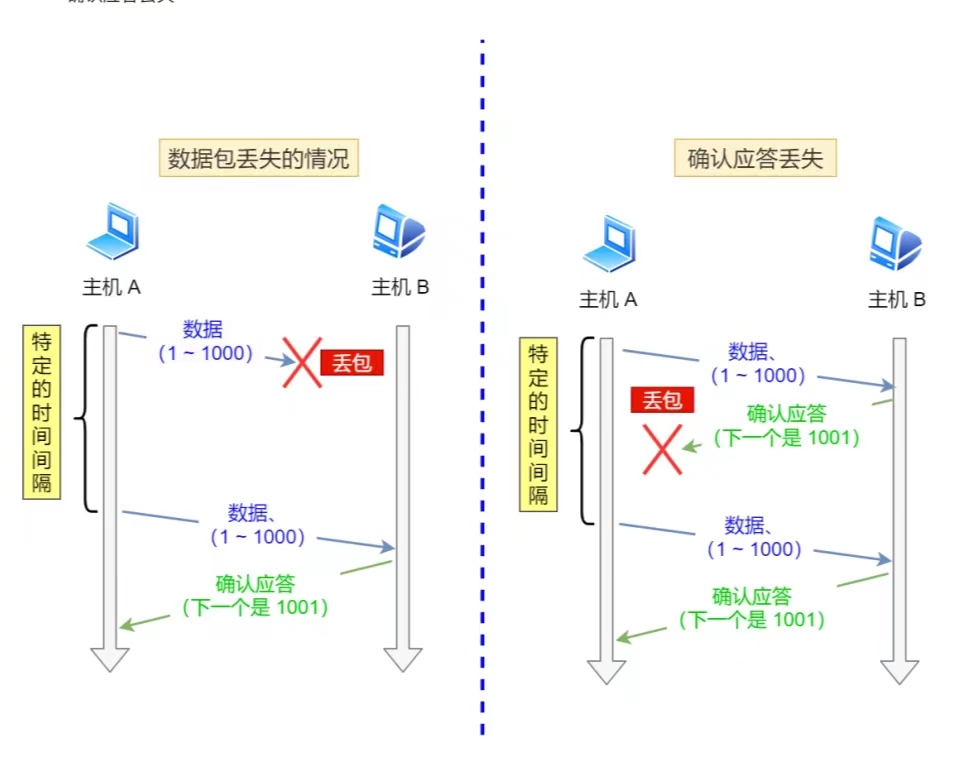 数据包丢失的情况
主机 A
主机 B
特定的时间间隔
数据
（1 ~ 1000）
丢包
数据、
（1 ~ 1000）
确认应答
（下一个是 1001）
确认应答丢失
主机 A
主机 B
特定的时间间隔
数据、
（1 ~ 1000）
丢包
确认应答
（下一个是 1001）
数据、
（1 ~ 1000）
确认应答
（下一个是 1001）